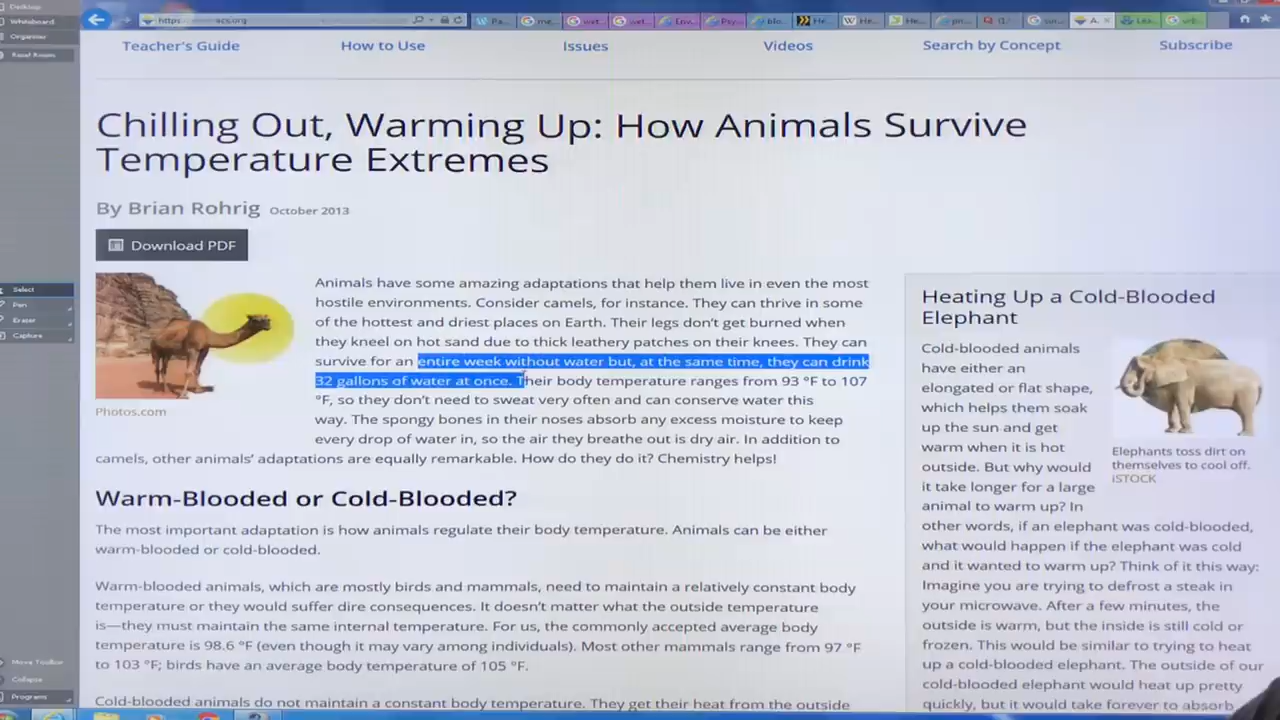 Desktop
Whiteboard
Organiser
Reset Room
Teacher's Guide
How to Use
Issues
Videos
Search by Concept
Subscribe
Chilling Out, Warming Up: How Animals Survive
Temperature Extremes
By Brian Rohrig October 2013
Download PDF
Select
Pen
Eraser
Capture
Photos.com
Animals have some amazing adaptations that help them live in even the most
hostile environments. Consider camels, for instance. They can thrive in some
of the hottest and driest places on Earth. Their legs don't get burned when
they kneel on hot sand due to thick leathery patches on their knees. They can
survive for an entire week without water but, at the same time, they can drink
32 gallons of water at once. Their body temperature ranges from 93 °F to 107
°F, so they don't need to sweat very often and can conserve water this
way. The spongy bones in their noses absorb any excess moisture to keep
every drop of water in, so the air they breathe out is dry air. In addition to
camels, other animals' adaptations are equally remarkable. How do they do it? Chemistry helps!
Warm-Blooded or Cold-Blooded?
The most important adaptation is how animals regulate their body temperature. Animals can be either
warm-blooded or cold-blooded.
Warm-blooded animals, which are mostly birds and mammals, need to maintain a relatively constant body
temperature or they would suffer dire consequences. It doesn't matter what the outside temperature
is—they must maintain the same internal temperature. For us, the commonly accepted average body
temperature is 98.6 °F (even though it may vary among individuals). Most other mammals range from 97 °F
to 103 °F; birds have an average body temperature of 105 °F.
Cold-blooded animals do not maintain a constant body temperature. They get their heat from the outside
Heating Up a Cold-Blooded
Elephant
Cold-blooded animals
have either an
elongated or flat shape,
which helps them soak
up the sun and get
warm when it is hot
outside. But why would
it take longer for a large
animal to warm up? In
other words, if an elephant was cold-blooded,
what would happen if the elephant was cold
and it wanted to warm up? Think of it this way:
Imagine you are trying to defrost a steak in
your microwave. After a few minutes, the
outside is warm, but the inside is still cold or
frozen. This would be similar to trying to heat
up a cold-blooded elephant. The outside of our
cold-blooded elephant would heat up pretty
quickly, but it would take forever to absorb
Elephants toss dirt on
themselves to cool off.
ISTOCK
Move Toolbar
Collapse
Programs